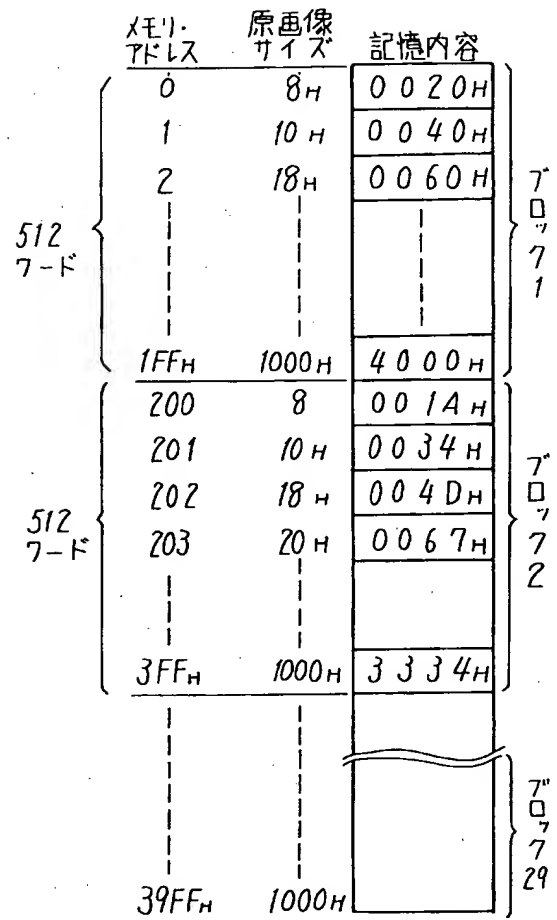 メモリ・アドレス 原画像サイズ 記憶内容
0 8H 0020H
1 10H 0040H
2 18H 0060H
512ワード
ブロック1
1FFH 1000H 4000H
200 8 001AH
201 10H 0034H
202 18H 004DH
203 20H 0067H
512ワード
ブロック2
3FFH 1000H 3334H
ブロック29
39FFH 1000H